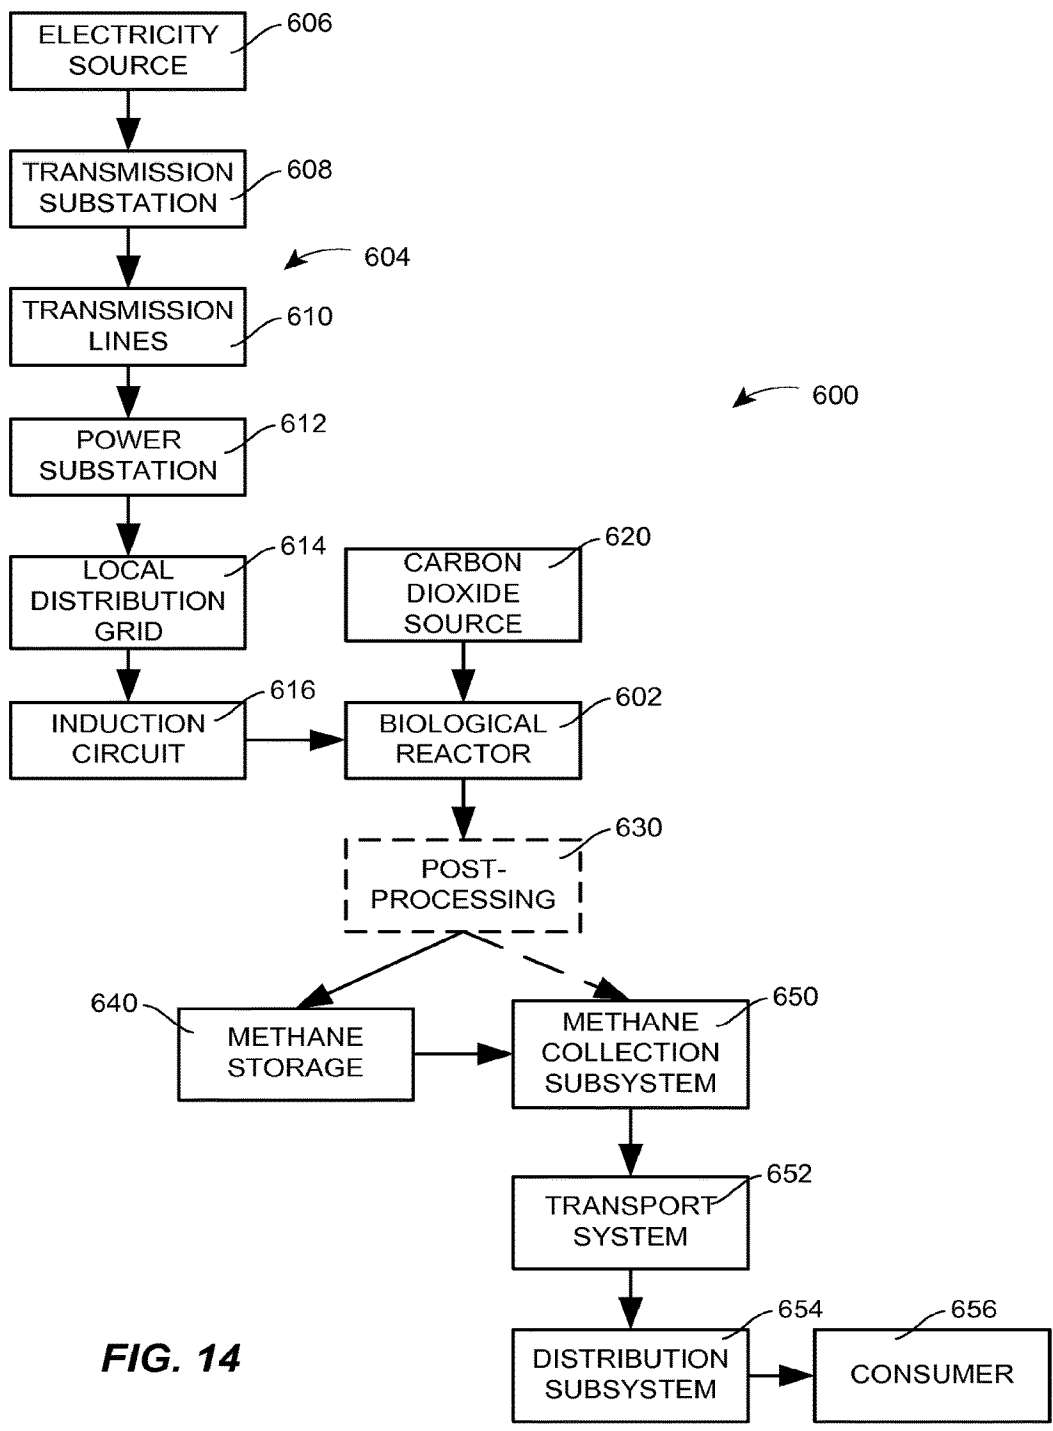 ELECTRICITY
SOURCE
606
TRANSMISSION
SUBSTATION
608
604
TRANSMISSION
LINES
610
600
POWER
SUBSTATION
612
LOCAL
DISTRIBUTION
GRID
614
CARBON
DIOXIDE
SOURCE
620
INDUCTION
CIRCUIT
616
BIOLOGICAL
REACTOR
602
POST-
PROCESSING
630
640
METHANE
STORAGE
METHANE
COLLECTION
SUBSYSTEM
650
TRANSPORT
SYSTEM
652
DISTRIBUTION
SUBSYSTEM
654
CONSUMER
656
FIG. 14